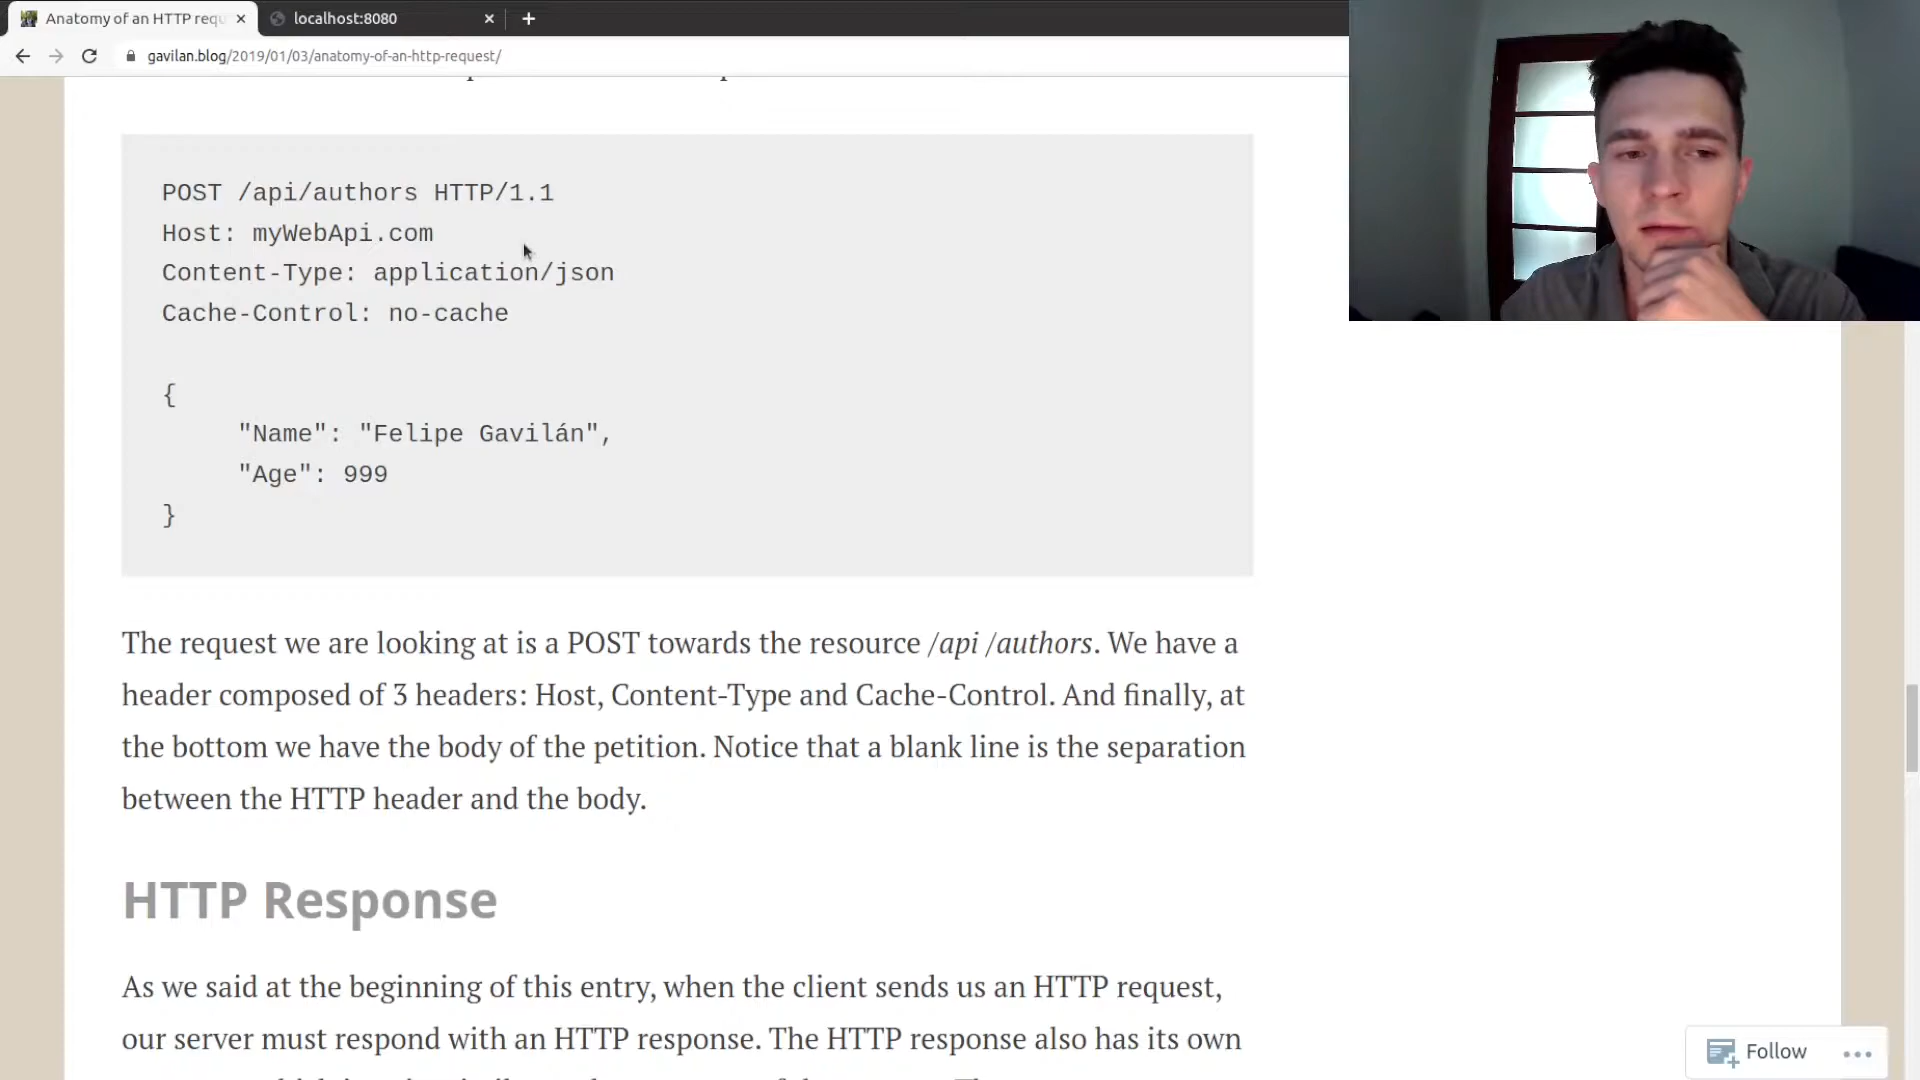 Anatomy of an HTTP requ
localhost:8080
gavilan.blog/2019/01/03/anatomy-of-an-http-request/
POST /api/authors HTTP/1.1
Host: myWebApi.com
Content-Type: application/json
Cache-Control: no-cache
{
"Name": "Felipe Gavilán",
"Age": 999
}
The request we are looking at is a POST towards the resource /api /authors. We have a
header composed of 3 headers: Host, Content-Type and Cache-Control. And finally, at
the bottom we have the body of the petition. Notice that a blank line is the separation
between the HTTP header and the body.
HTTP Response
As we said at the beginning of this entry, when the client sends us an HTTP request,
our server must respond with an HTTP response. The HTTP response also has its own
Follow